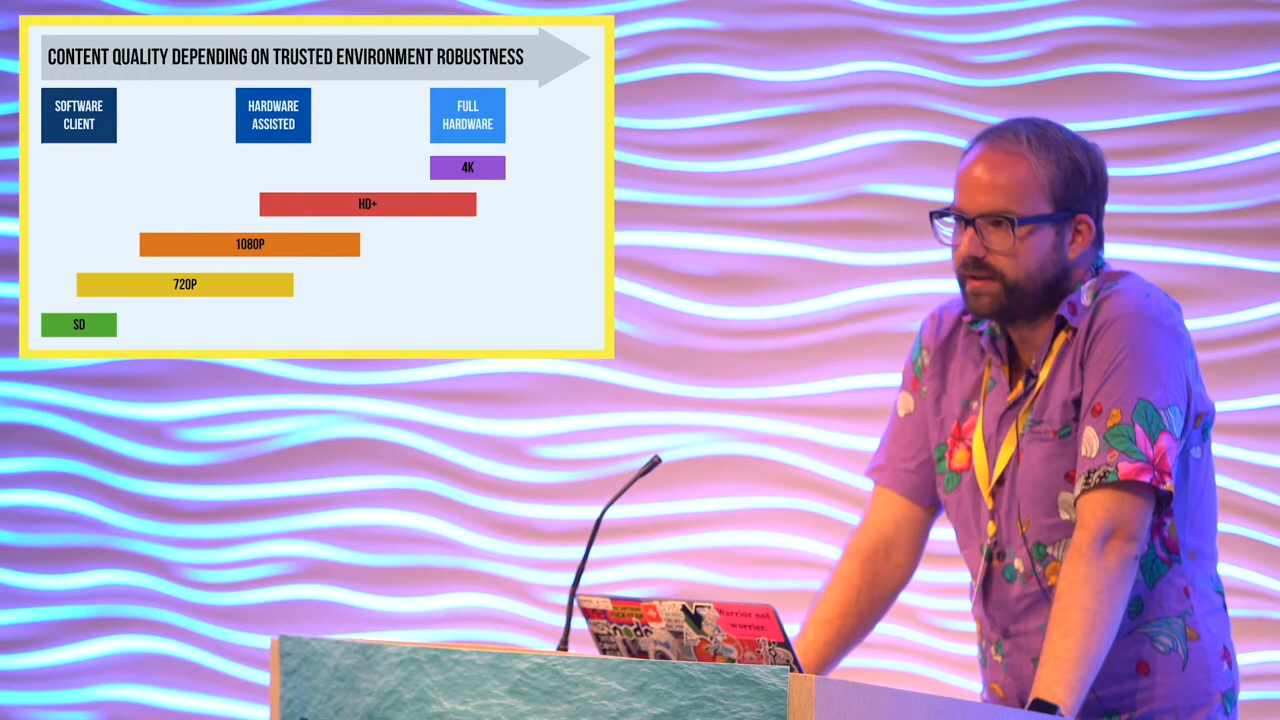 CONTENT QUALITY DEPENDING ON TRUSTED ENVIRONMENT ROBUSTNESS
SOFTWARE
CLIENT
HARDWARE
ASSISTED
FULL
HARDWARE
4K
HD+
1080P
720P
SD
Warrior not
worrier.
node